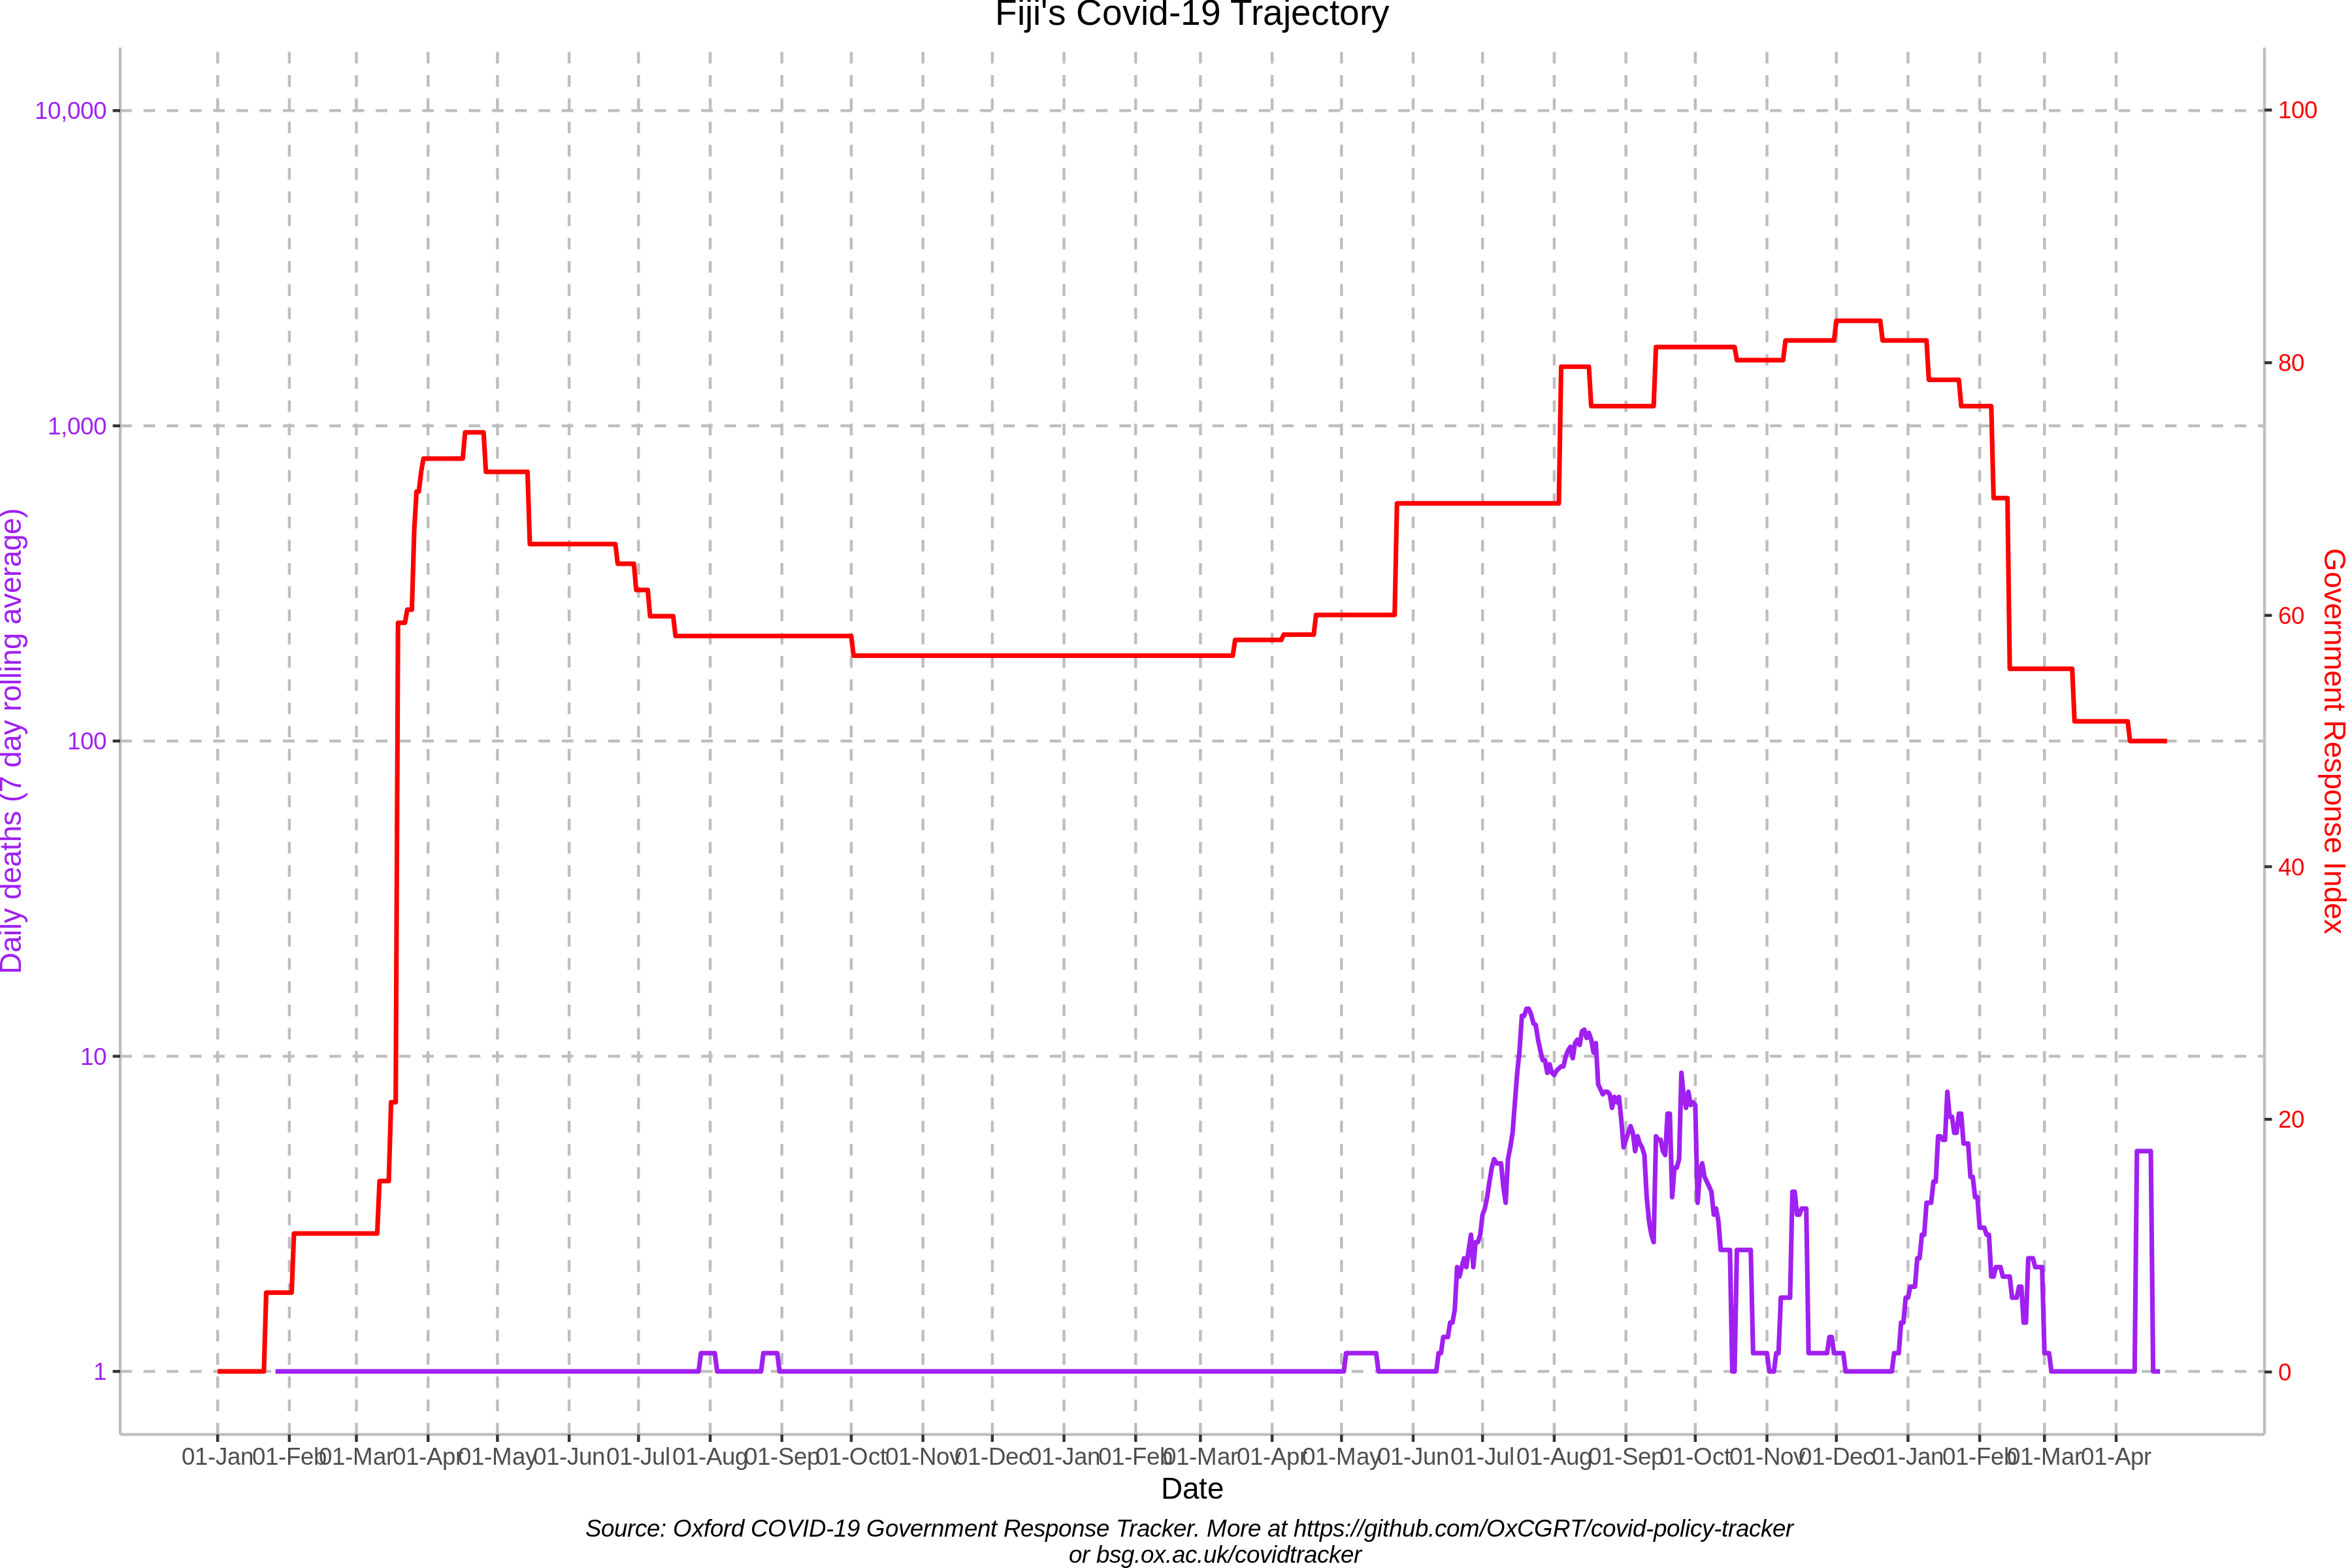 Fiji's Covid-19 Trajectory
10,000
1,000
100
10
1
Daily deaths (7 day rolling average)
100
80
60
40
20
0
Government Response Index
01-Jan 01-Feb 01-Mar 01-Apr 01-May 01-Jun 01-Jul 01-Aug 01-Sep 01-Oct 01-Nov 01-Dec 01-Jan 01-Feb 01-Mar 01-Apr 01-May 01-Jun 01-Jul 01-Aug 01-Sep 01-Oct 01-Nov 01-Dec 01-Jan 01-Feb 01-Mar 01-Apr
Date
Source: Oxford COVID-19 Government Response Tracker. More at https://github.com/OxCGRT/covid-policy-tracker
or bsg.ox.ac.uk/covidtracker